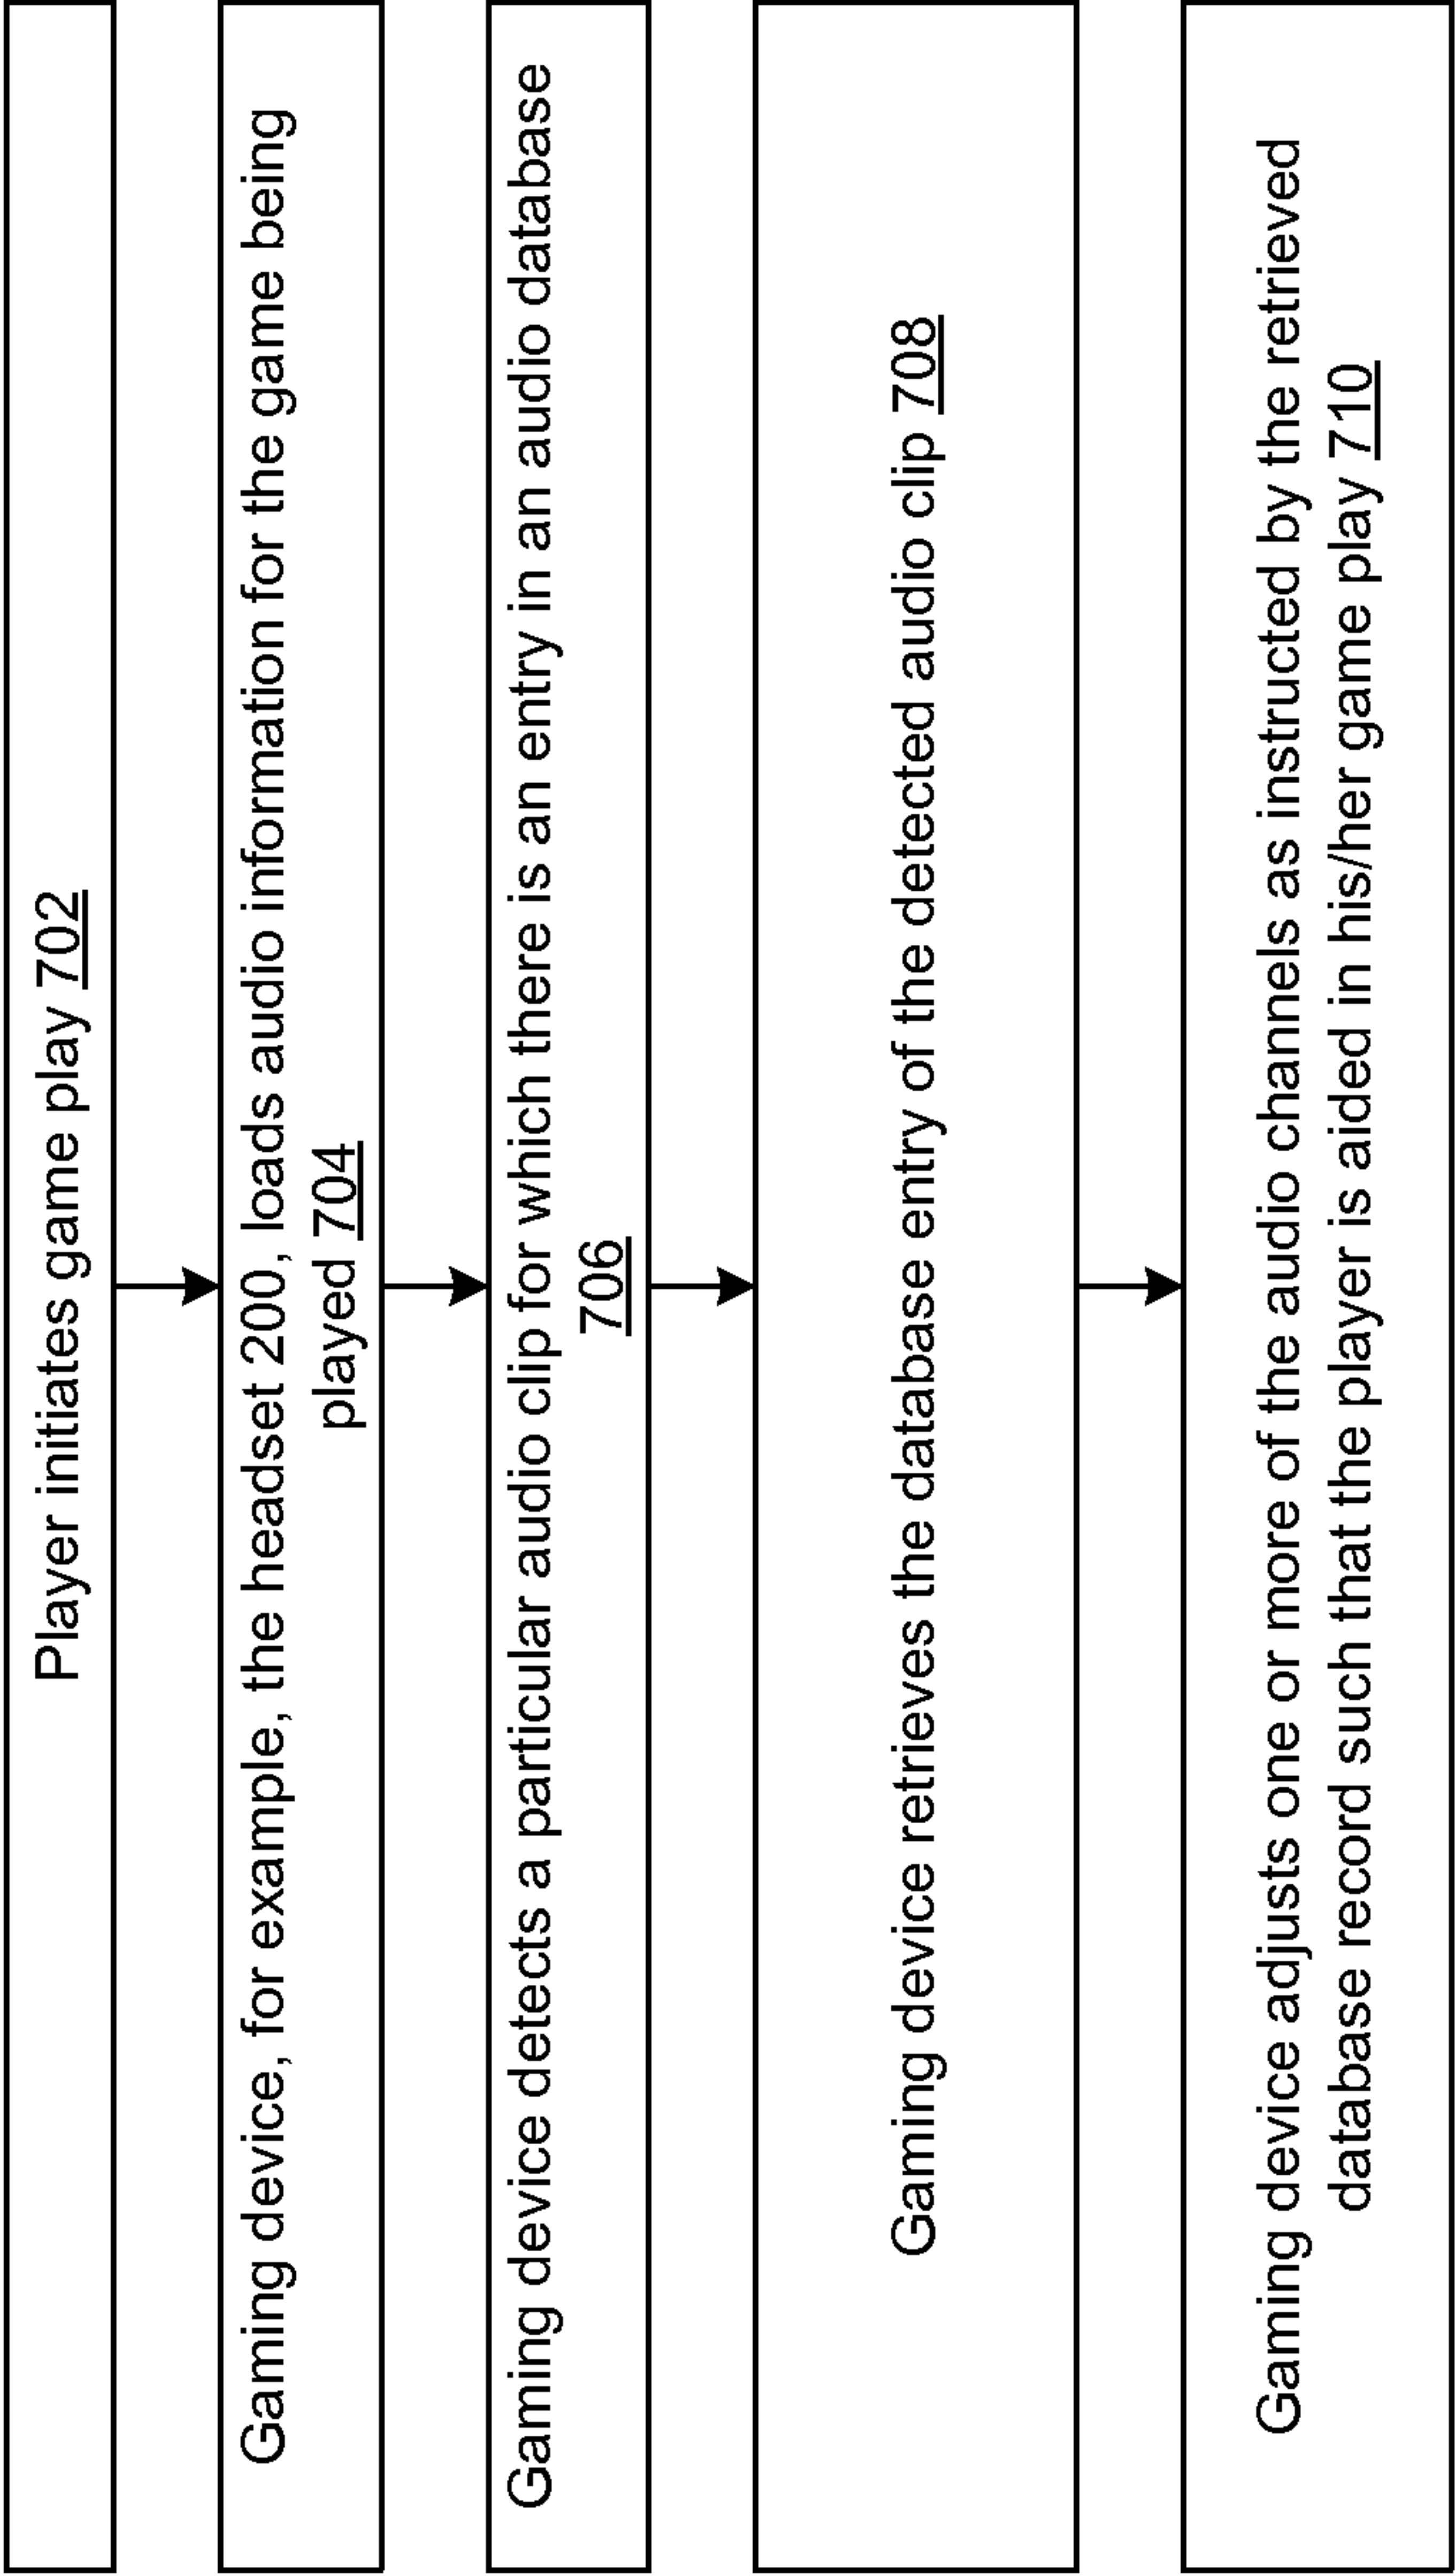 Player initiates game play 702
Gaming device, for example, the headset 200, loads audio information for the game being
played 704
Gaming device detects a particular audio clip for which there is an entry in an audio database
706
Gaming device retrieves the database entry of the detected audio clip 708
Gaming device adjusts one or more of the audio channels as instructed by the retrieved
database record such that the player is aided in his/her game play 710